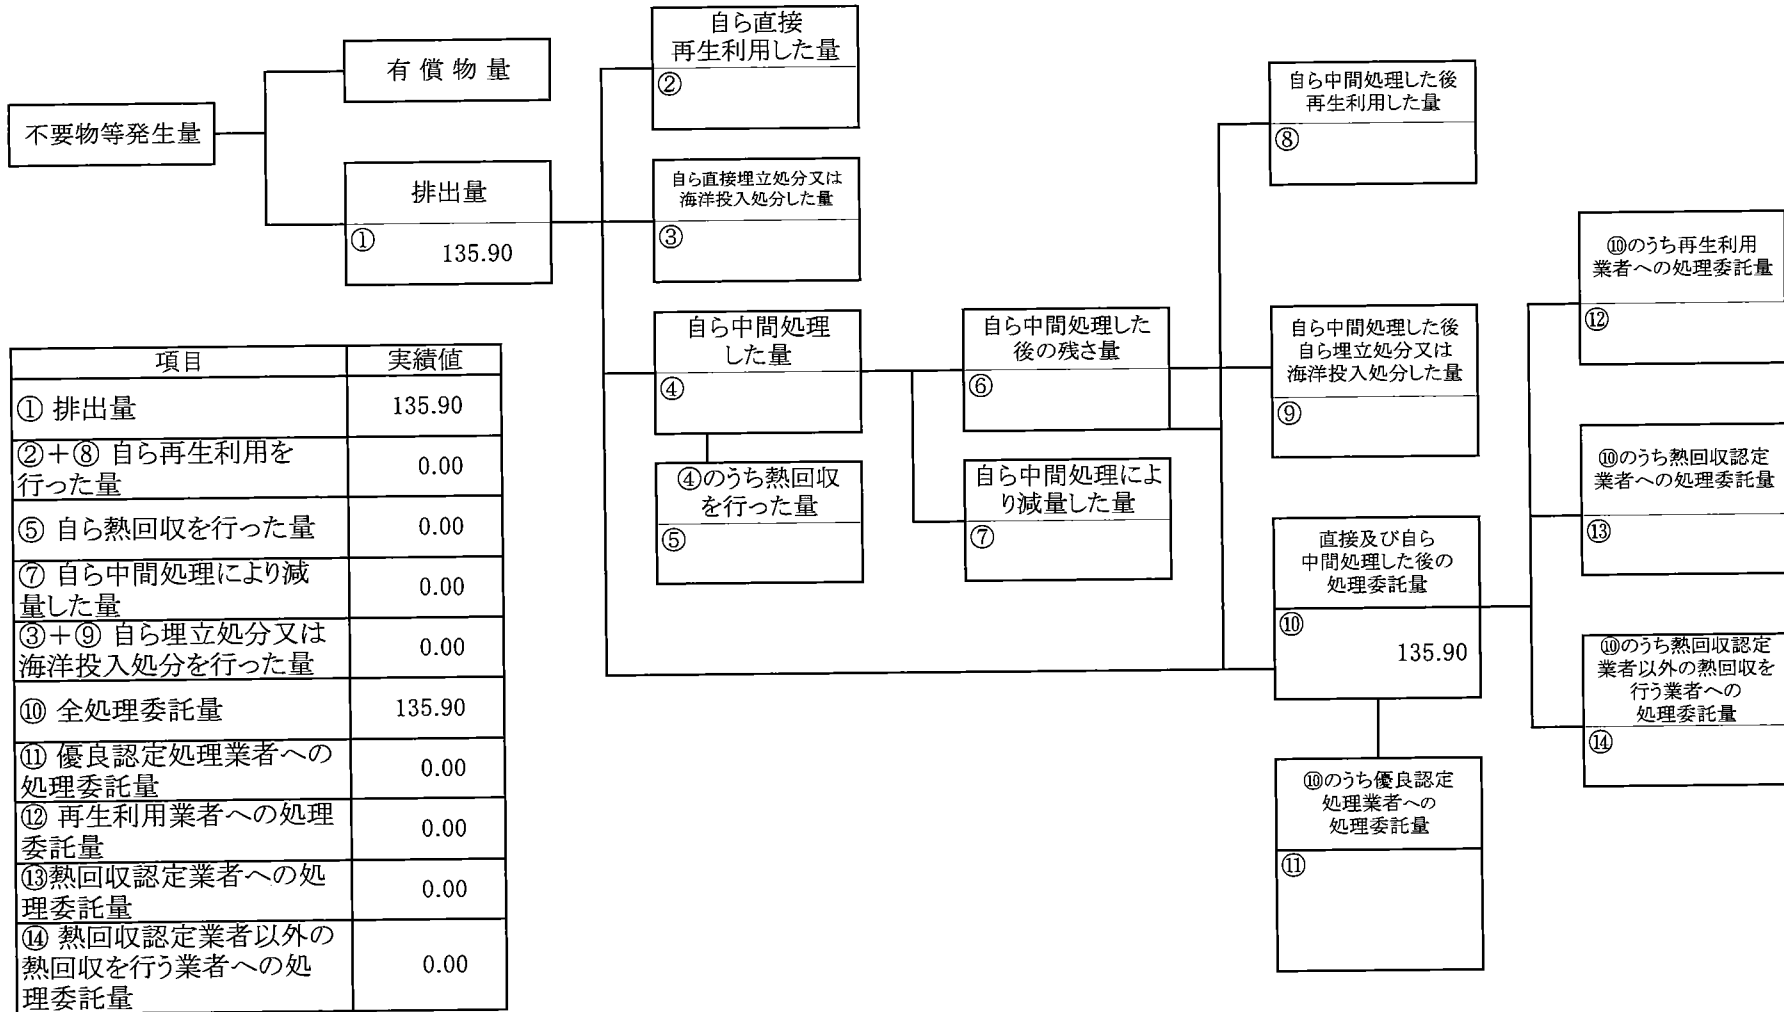 不要物等発生量
有償物量
排出量
①
135.90
自ら直接
再生利用した量
②
自ら直接埋立処分又は
海洋投入処分した量
③
自ら中間処理
した量
④
④のうち熱回収
を行った量
⑤
自ら中間処理した
後の残さ量
⑥
自ら中間処理によ
り減量した量
⑦
自ら中間処理した後
再生利用した量
⑧
自ら中間処理した後
自ら埋立処分又は
海洋投入処分した量
⑨
直接及び自ら
中間処理した後の
処理委託量
⑩
135.90
⑩のうち優良認定
処理業者への
処理委託量
⑪
⑩のうち再生利用
業者への処理委託量
⑫
⑩のうち熱回収認定
業者への処理委託量
⑬
⑩のうち熱回収認定
業者以外の熱回収を
行う業者への
処理委託量
⑭
項目 実績値
① 排出量 135.90
②+⑧ 自ら再生利用を
行った量 0.00
⑤ 自ら熱回収を行った量 0.00
⑦ 自ら中間処理により減
量した量 0.00
③+⑨ 自ら埋立処分又は
海洋投入処分を行った量 0.00
⑩ 全処理委託量 135.90
⑪ 優良認定処理業者への
処理委託量 0.00
⑫ 再生利用業者への処理
委託量 0.00
⑬熱回収認定業者への処
理委託量 0.00
⑭ 熱回収認定業者以外の
熱回収を行う業者への処
理委託量 0.00